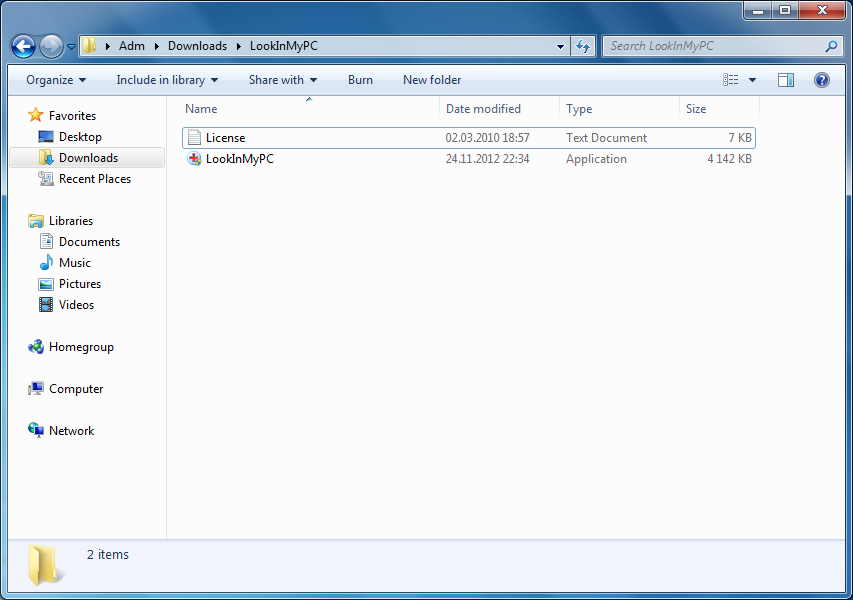 Adm Downloads LookInMyPC Search LookInMyPC
Organize Include in library Share with Burn New folder
Favorites
Desktop
Downloads
Recent Places
Libraries
Documents
Music
Pictures
Videos
Homegroup
Computer
Network
Name Date modified Type Size
License 02.03.2010 18:57 Text Document 7 KB
LookInMyPC 24.11.2012 22:34 Application 4 142 KB
2 items